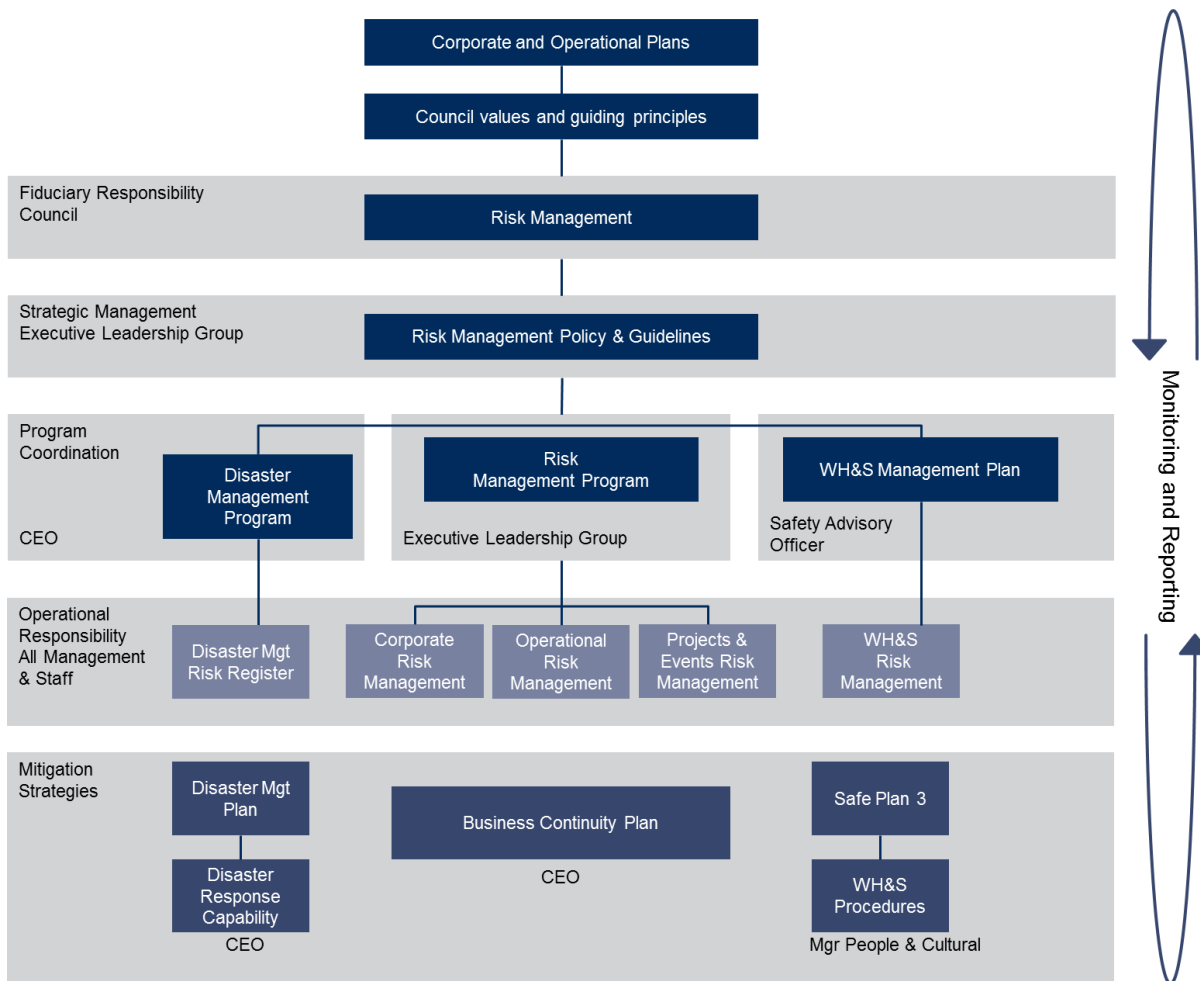 Corporate and Operational Plans
Council values and guiding principles
Fiduciary Responsibility
Council
Risk Management
Strategic Management
Executive Leadership Group
Risk Management Policy & Guidelines
Program
Coordination
CEO
Disaster
Management
Program
Risk
Management Program
Executive Leadership Group
WH&S Management Plan
Safety Advisory
Officer
Operational
Responsibility
All Management
& Staff
Disaster Mgt
Risk Register
Corporate
Risk
Management
Operational
Risk
Management
Projects &
Events Risk
Management
WH&S
Risk
Management
Mitigation
Strategies
Disaster Mgt
Plan
Disaster
Response
Capability
CEO
Business Continuity Plan
CEO
Safe Plan 3
WH&S
Procedures
Mgr People & Cultural
Monitoring and Reporting